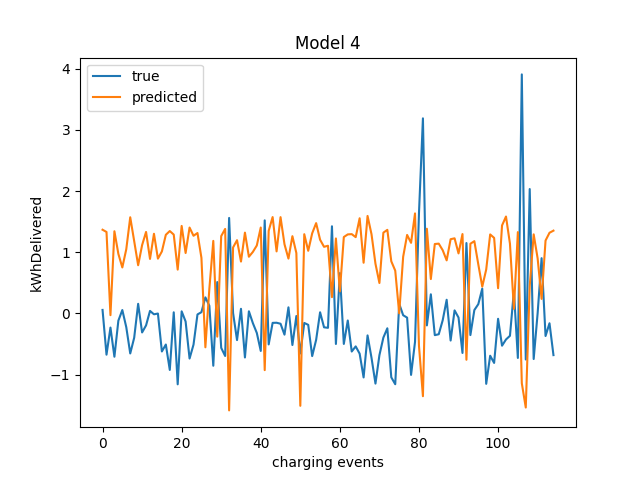 Model 4
true
predicted
kWhDelivered
4
3
2
1
0
−1
0 20 40 60 80 100
charging events